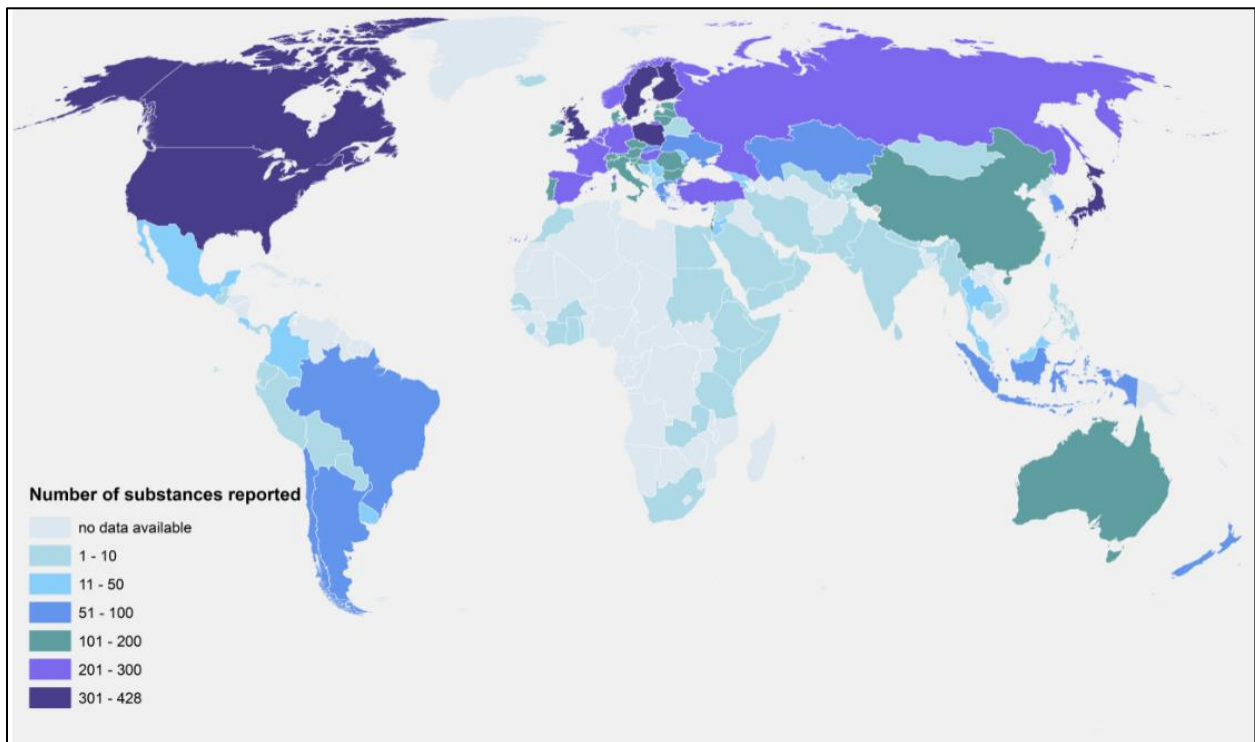 Number of substances reported
no data available
1 - 10
11 - 50
51 - 100
101 - 200
201 - 300
301 - 428